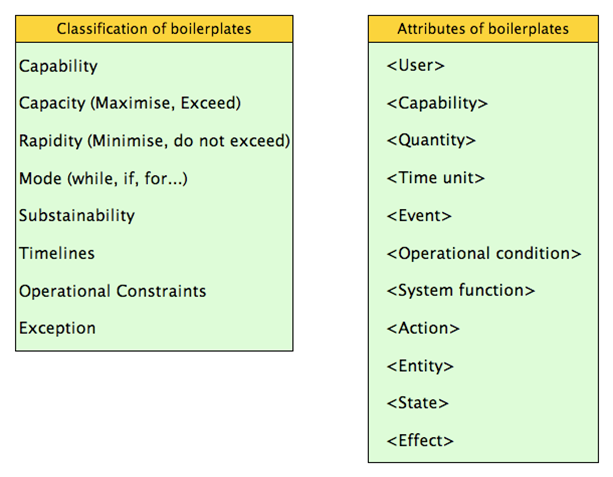 Classification of boilerplates
Capability
Capacity (Maximise, Exceed)
Rapidity (Minimise, do not exceed)
Mode (while, if, for...)
Substainability
Timelines
Operational Constraints
Exception
Attributes of boilerplates
<User>
<Capability>
<Quantity>
<Time unit>
<Event>
<Operational condition>
<System function>
<Action>
<Entity>
<State>
<Effect>